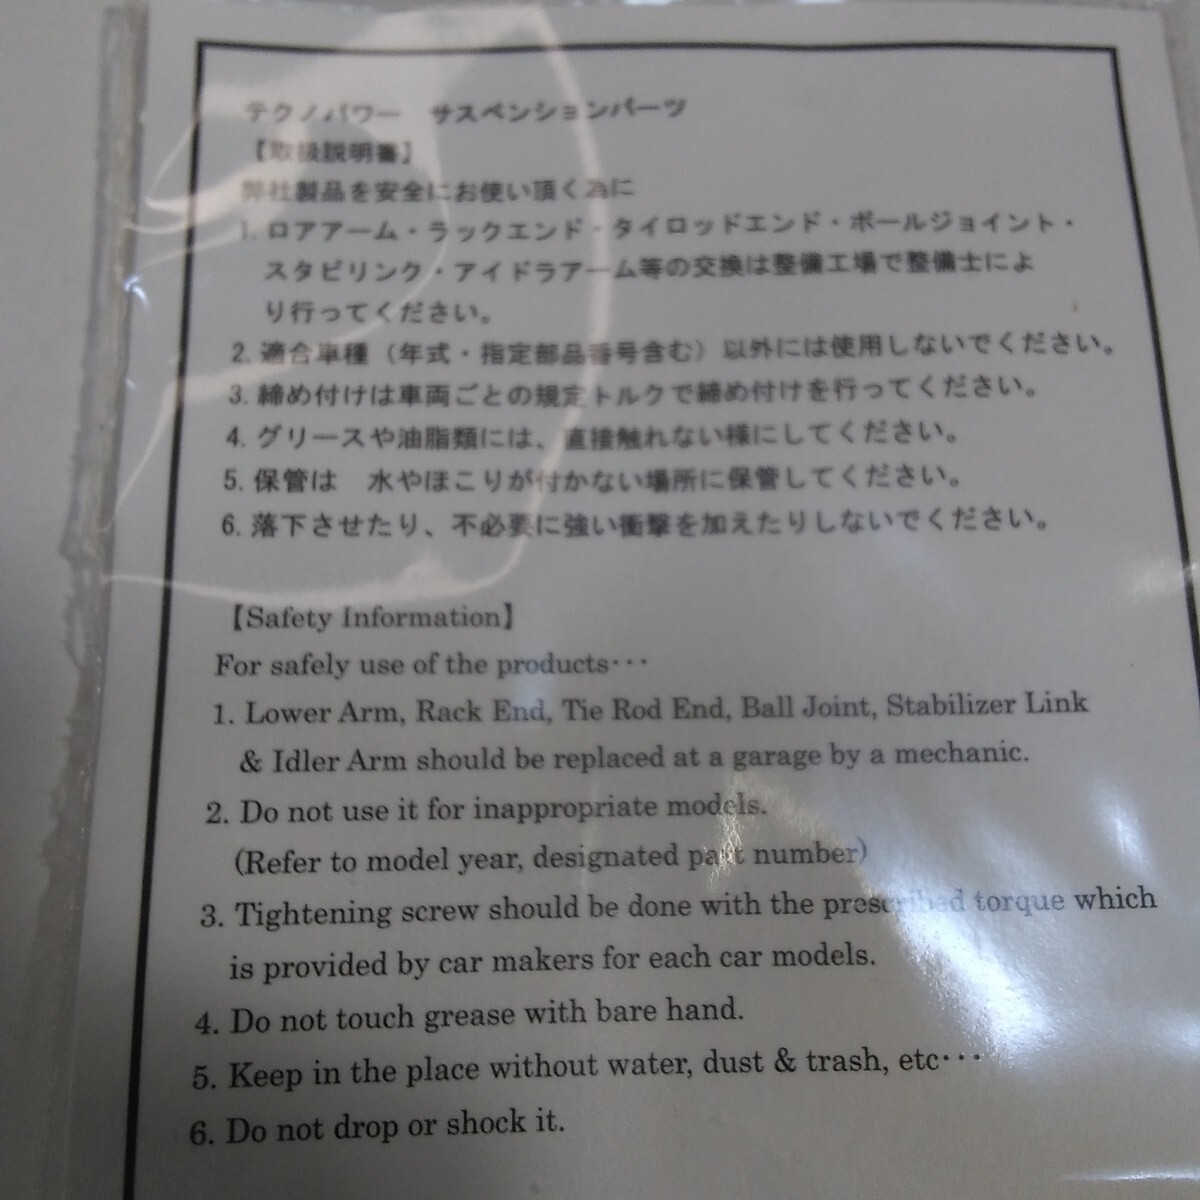 テクノパワー　サスペンションパーツ
【取扱説明書】
弊社製品を安全にお使い頂く為に
1. ロアアーム・ラックエンド・タイロッドエンド・ボールジョイント・
スタビリンク・アイドラアーム等の交換は整備工場で整備士によ
り行ってください。
2. 適合車種（年式・指定部品番号含む）以外には使用しないでください。
3. 締め付けは車両ごとの規定トルクで締め付けを行ってください。
4. グリースや油脂類には、直接触れない様にしてください。
5. 保管は　水やほこりが付かない場所に保管してください。
6. 落下させたり、不必要に強い衝撃を加えたりしないでください。
【Safety Information】
For safely use of the products･･･
1. Lower Arm, Rack End, Tie Rod End, Ball Joint, Stabilizer Link
& Idler Arm should be replaced at a garage by a mechanic.
2. Do not use it for inappropriate models.
(Refer to model year, designated part number)
3. Tightening screw should be done with the prescribed torque which
is provided by car makers for each car models.
4. Do not touch grease with bare hand.
5. Keep in the place without water, dust & trash, etc･･･
6. Do not drop or shock it.